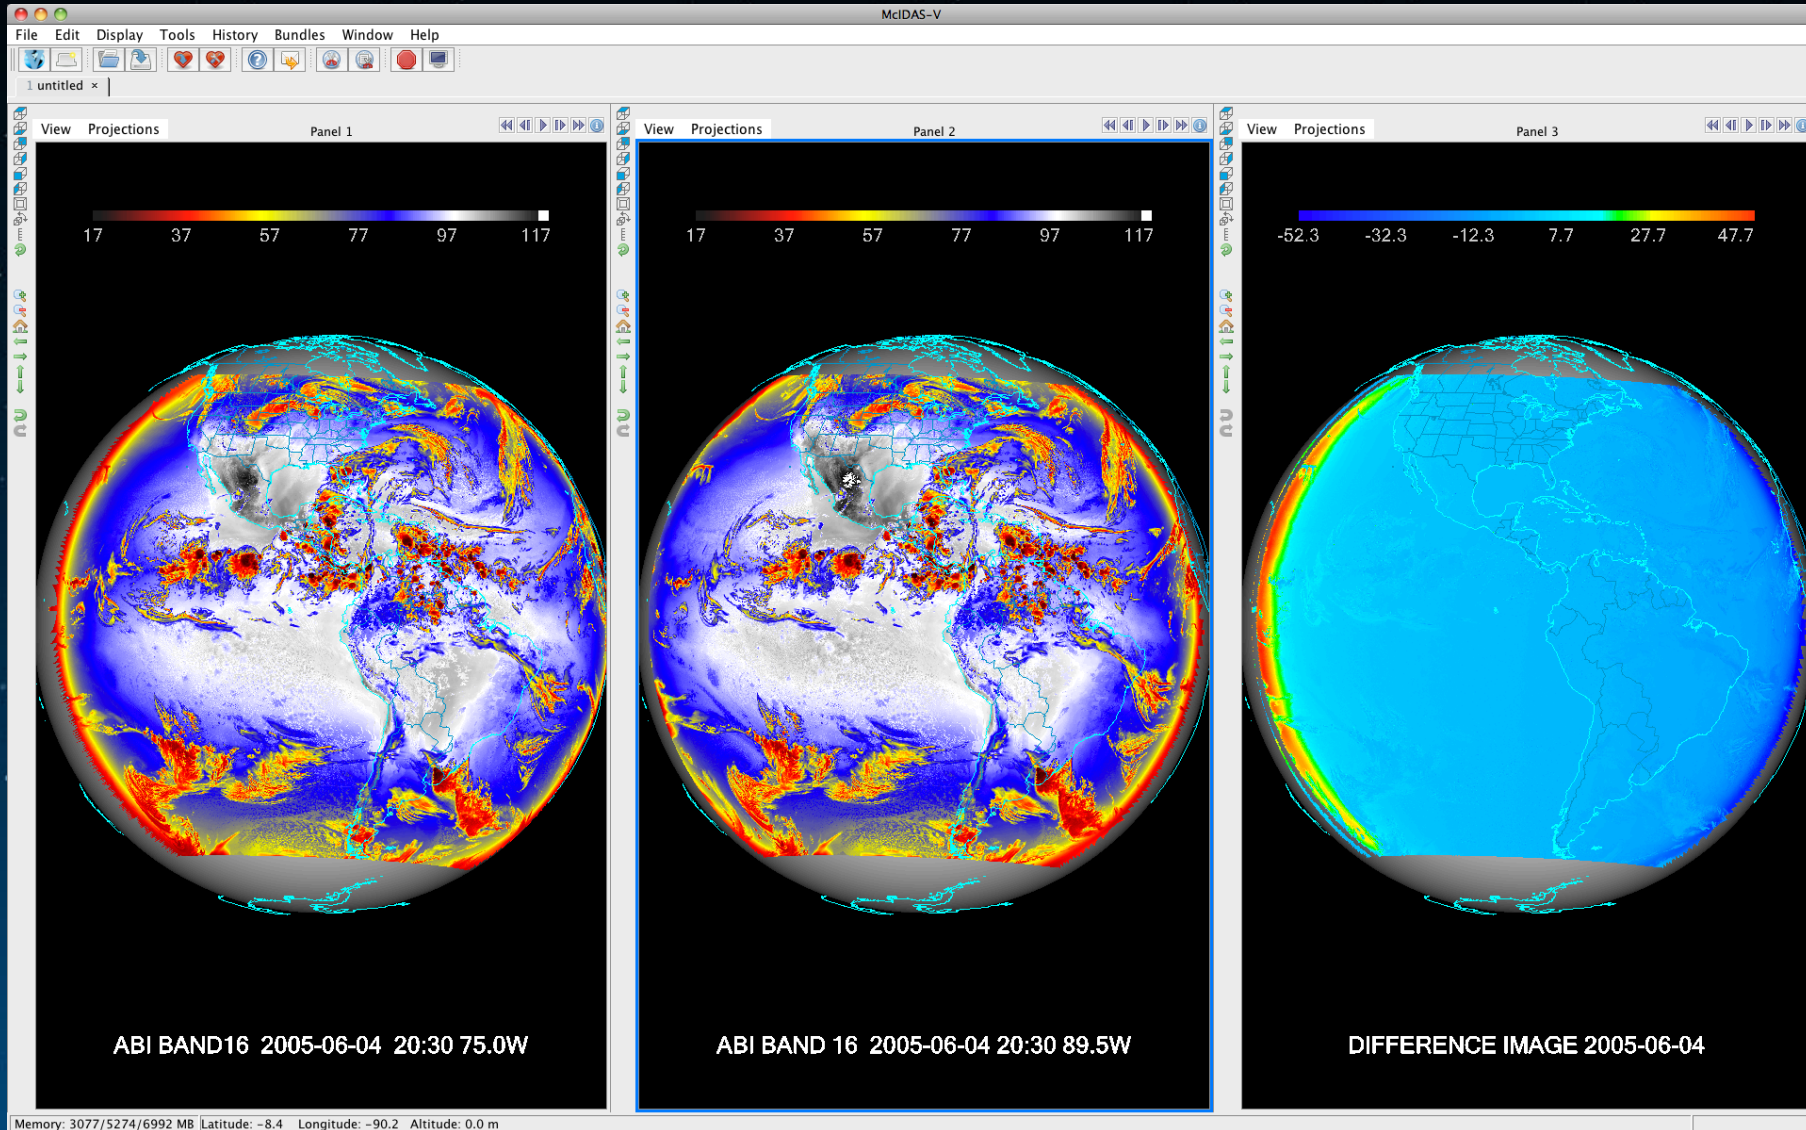 McIDAS-V
File Edit Display Tools History Bundles Window Help
1 untitled ×
View Projections Panel 1
View Projections Panel 2
View Projections Panel 3
17 37 57 77 97 117
17 37 57 77 97 117
-52.3 -32.3 -12.3 7.7 27.7 47.7
ABI BAND16 2005-06-04 20:30 75.0W
ABI BAND 16 2005-06-04 20:30 89.5W
DIFFERENCE IMAGE 2005-06-04
Memory: 3077/5274/6992 MB Latitude: -8.4 Longitude: -90.2 Altitude: 0.0 m